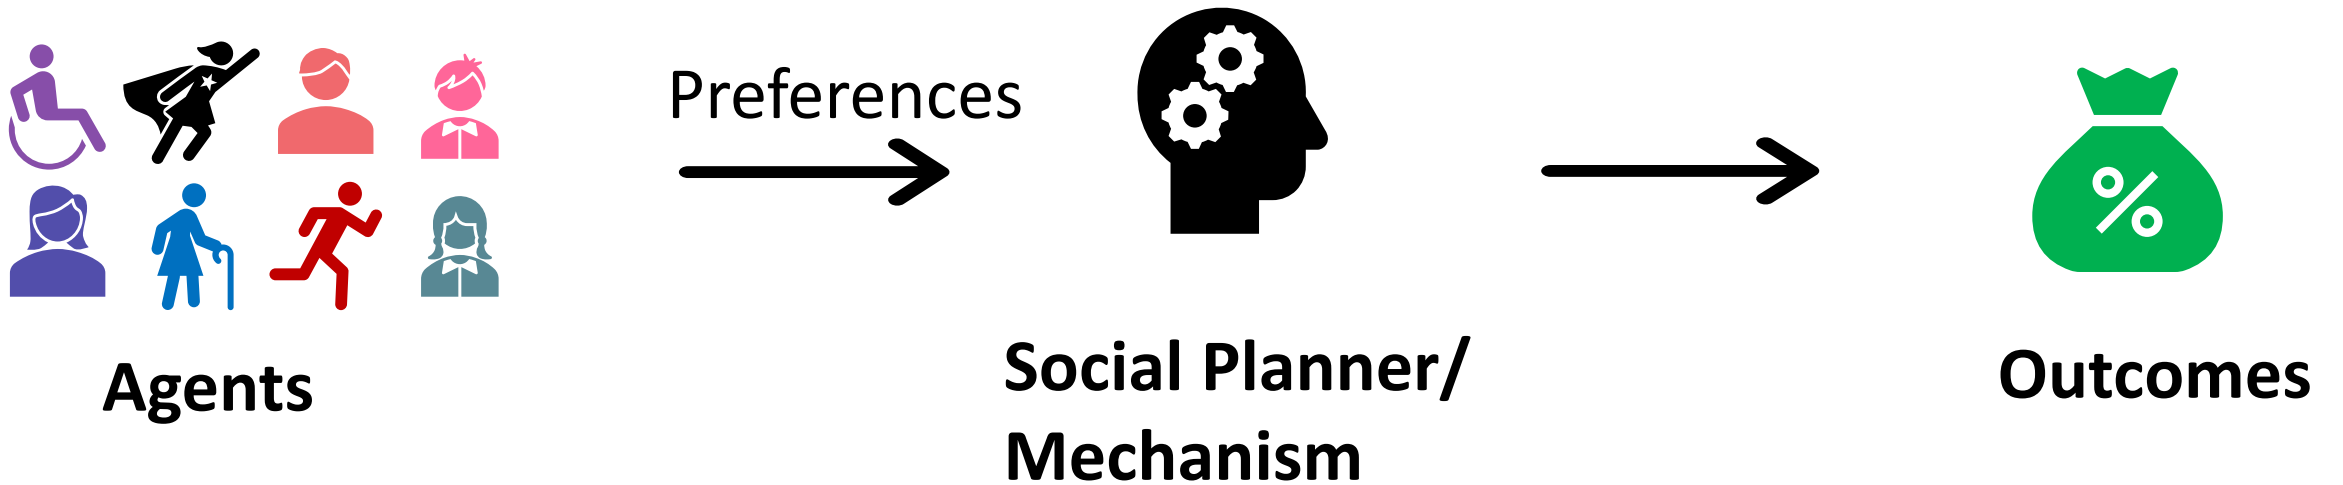 Preferences
Agents
Social Planner/
Mechanism
Outcomes
%